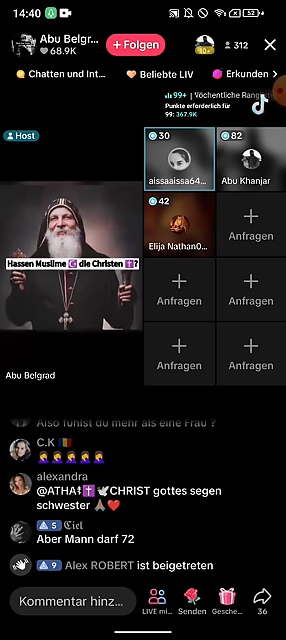 14:40
52
Abu Belgr...
68.9K
+ Folgen
10+
312
Chatten und Int...
Beliebte LIV
Erkunden
99+ | Wöchentliche Rang
Punkte erforderlich für
99: 367.9K
Host
30
aissaaissa64...
82
Abu Khanjar
42
Elija Nathan0...
Anfragen
Anfragen
Anfragen
Anfragen
Anfragen
Hassen Muslime ☪️ die Christen ✝️?
Abu Belgrad
Also fühlst du mehr als eine Frau ?
C.K 🇷🇴
🤦‍♀️🤦‍♀️🤦‍♀️🤦‍♀️🤦‍♀️
alexandra
@ATHA⚕✝️🕊️CHRIST gottes segen
schwester 🙏🏽❤️
5 ℭ𝔦𝔢𝔩
Aber Mann darf 72
9 Alex ROBERT ist beigetreten
Kommentar hinz...
LIVE mi...
Senden
Gesche...
36